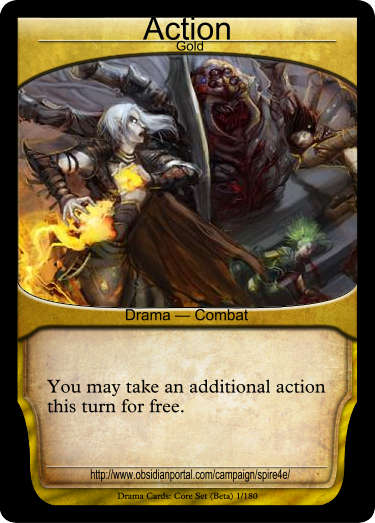 Action
Gold
Drama — Combat
You may take an additional action
this turn for free.
http://www.obsidianportal.com/campaign/spire4e/
Drama Cards: Core Set (Beta) 1/180